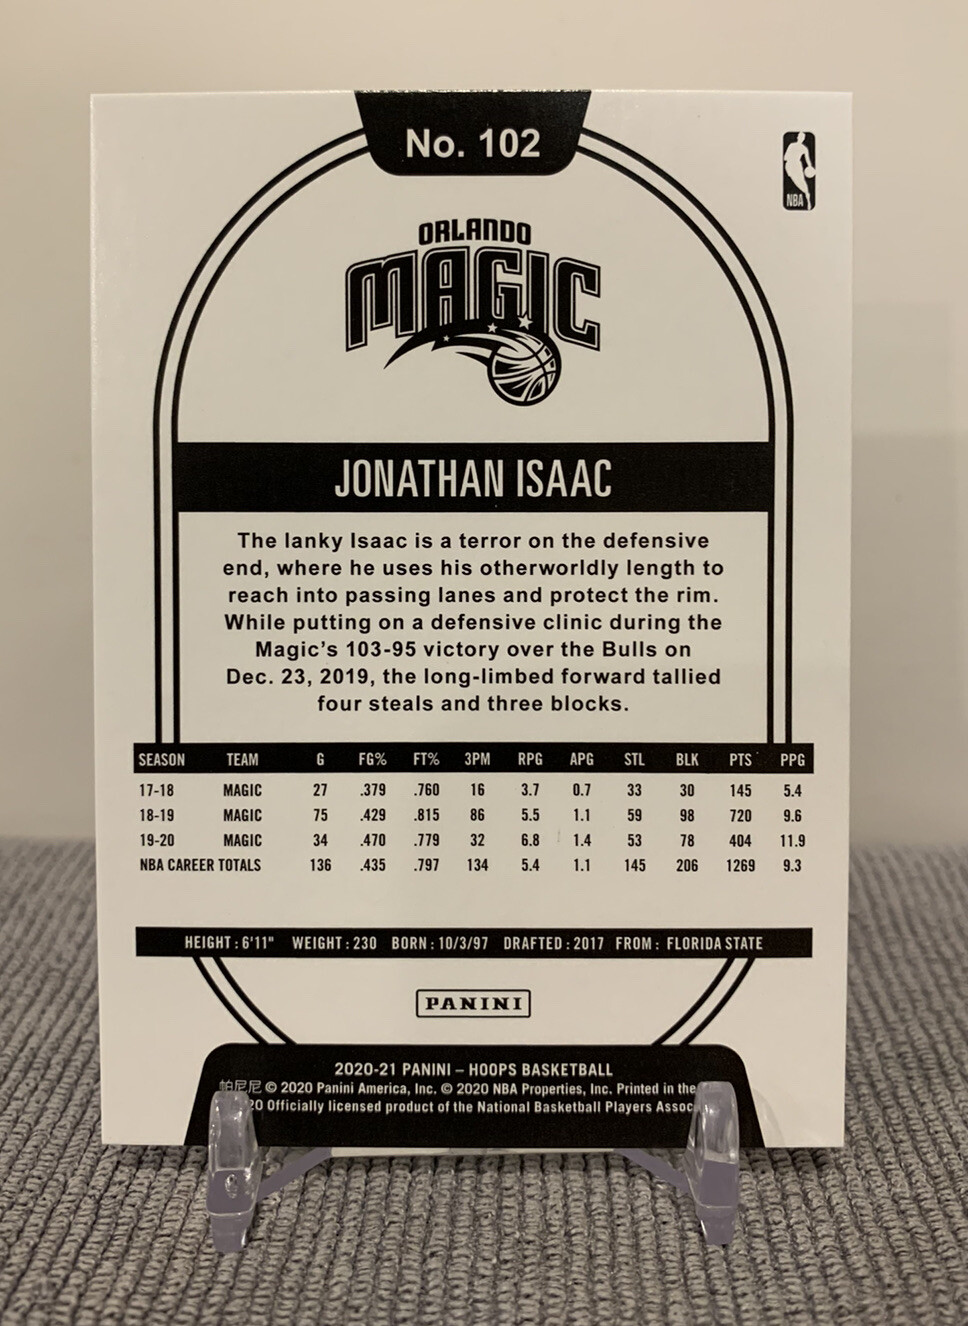 No. 102
NBA
ORLANDO
MAGIC
JONATHAN ISAAC
The lanky Isaac is a terror on the defensive
end, where he uses his otherworldly length to
reach into passing lanes and protect the rim.
While putting on a defensive clinic during the
Magic's 103-95 victory over the Bulls on
Dec. 23, 2019, the long-limbed forward tallied
four steals and three blocks.
SEASON TEAM G FG% FT% 3PM RPG APG STL BLK PTS PPG
17-18 MAGIC 27 .379 .760 16 3.7 0.7 33 30 145 5.4
18-19 MAGIC 75 .429 .815 86 5.5 1.1 59 98 720 9.6
19-20 MAGIC 34 .470 .779 32 6.8 1.4 53 78 404 11.9
NBA CAREER TOTALS 136 .435 .797 134 5.4 1.1 145 206 1269 9.3
HEIGHT: 6'11" WEIGHT: 230 BORN: 10/3/97 DRAFTED: 2017 FROM: FLORIDA STATE
PANINI
2020-21 PANINI – HOOPS BASKETBALL
帕尼尼 © 2020 Panini America, Inc. © 2020 NBA Properties, Inc. Printed in the
Officially licensed product of the National Basketball Players